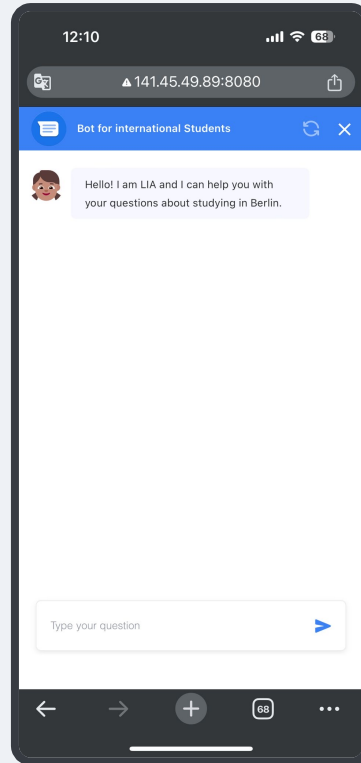 12:10
68
141.45.49.89:8080
Bot for international Students
Hello! I am LIA and I can help you with
your questions about studying in Berlin.
Type your question
68